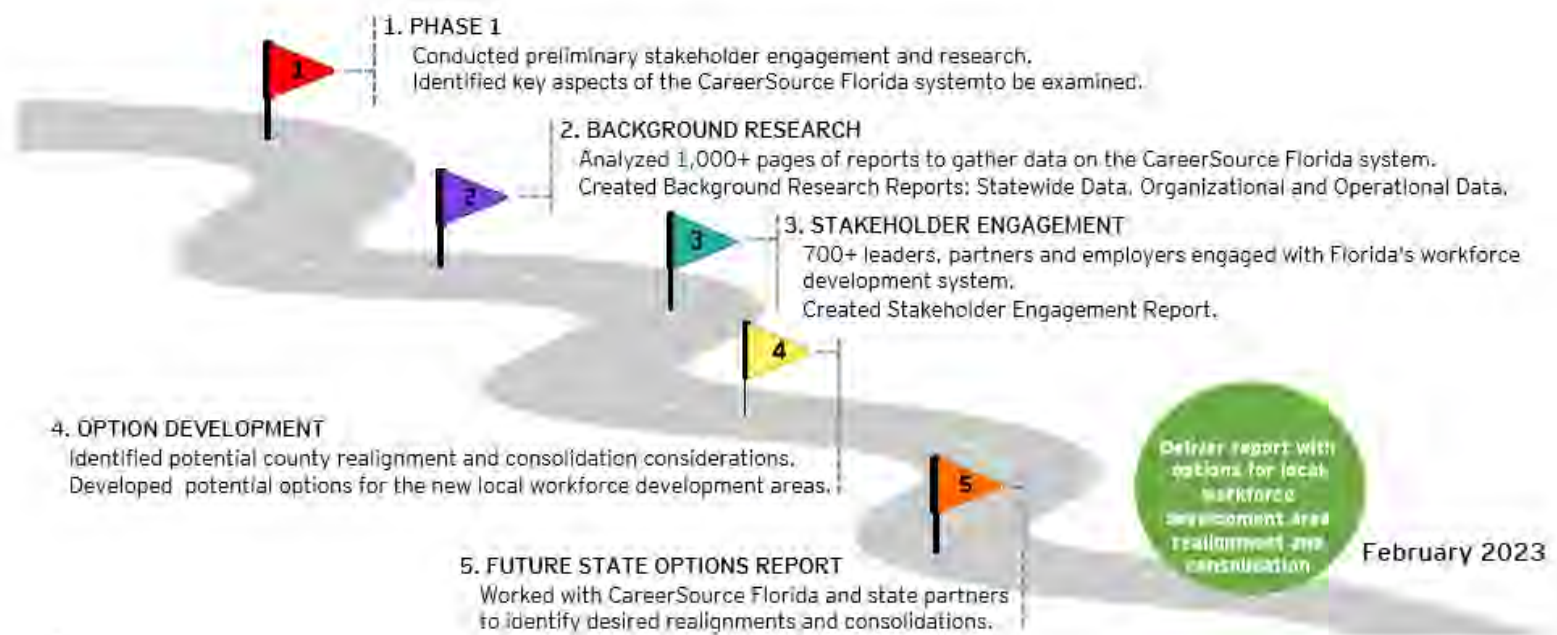 1
1. PHASE 1
Conducted preliminary stakeholder engagement and research.
Identified key aspects of the CareerSource Florida systemto be examined.
2
2. BACKGROUND RESEARCH
Analyzed 1,000+ pages of reports to gather data on the CareerSource Florida system.
Created Background Research Reports: Statewide Data, Organizational and Operational Data.
3
3. STAKEHOLDER ENGAGEMENT
700+ leaders, partners and employers engaged with Florida's workforce
development system.
Created Stakeholder Engagement Report.
4
4. OPTION DEVELOPMENT
Identified potential county realignment and consolidation considerations.
Developed potential options for the new local workforce development areas.
5
5. FUTURE STATE OPTIONS REPORT
Worked with CareerSource Florida and state partners
to identify desired realignments and consolidations.
Deliver report with
options for local
workforce
development area
realignment and
consolidation
February 2023